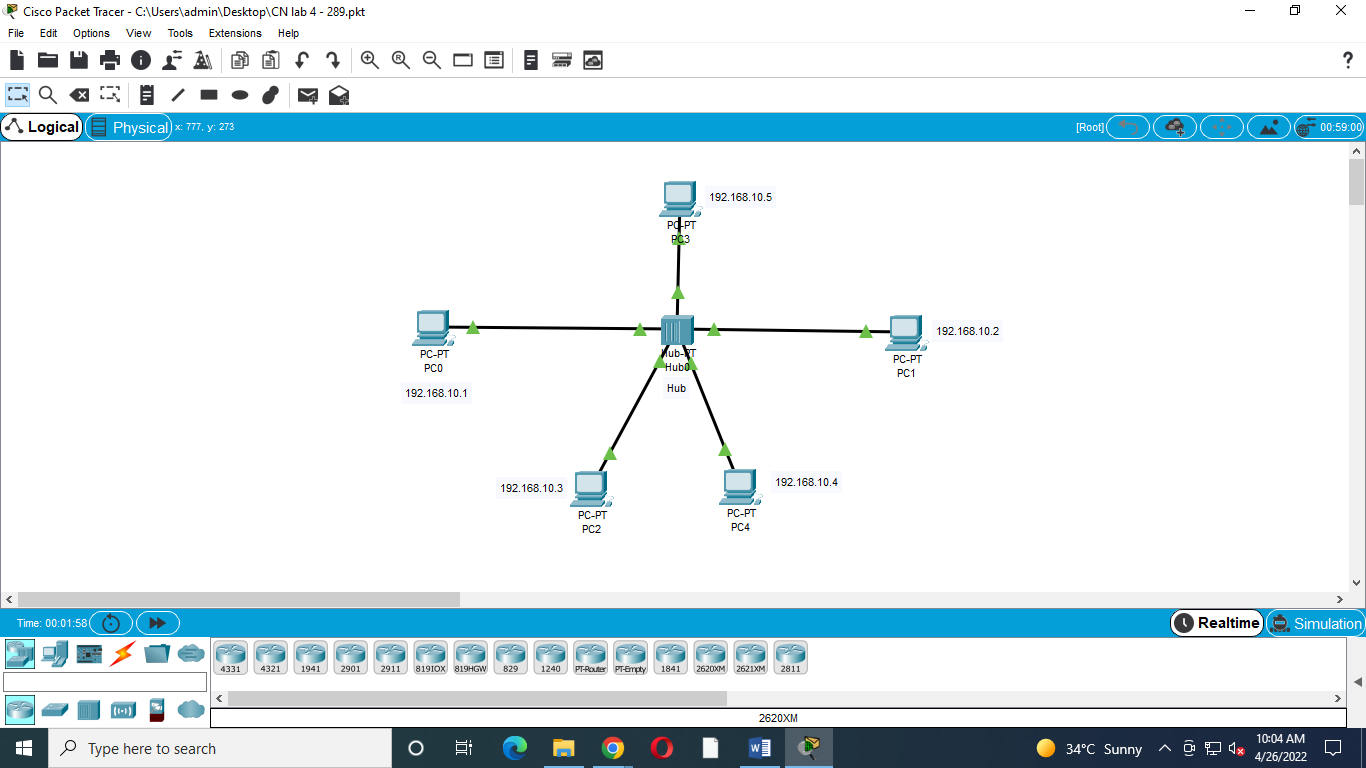 Cisco Packet Tracer - C:\Users\admin\Desktop\CN lab 4 - 289.pkt
File Edit Options View Tools Extensions Help
Logical Physical x: 777, y: 273 [Root] 00:59:00
192.168.10.5
PC-PT
PC3
PC-PT
PC0
192.168.10.1
Hub-PT
Hub0
Hub
192.168.10.2
PC-PT
PC1
192.168.10.3
PC-PT
PC2
192.168.10.4
PC-PT
PC4
Time: 00:01:58 Realtime Simulation
4331 4321 1941 2901 2911 819IOX 819HGW 829 1240 PT-Router PT-Empty 1841 2620XM 2621XM 2811
2620XM
Type here to search 34°C Sunny 10:04 AM
4/26/2022